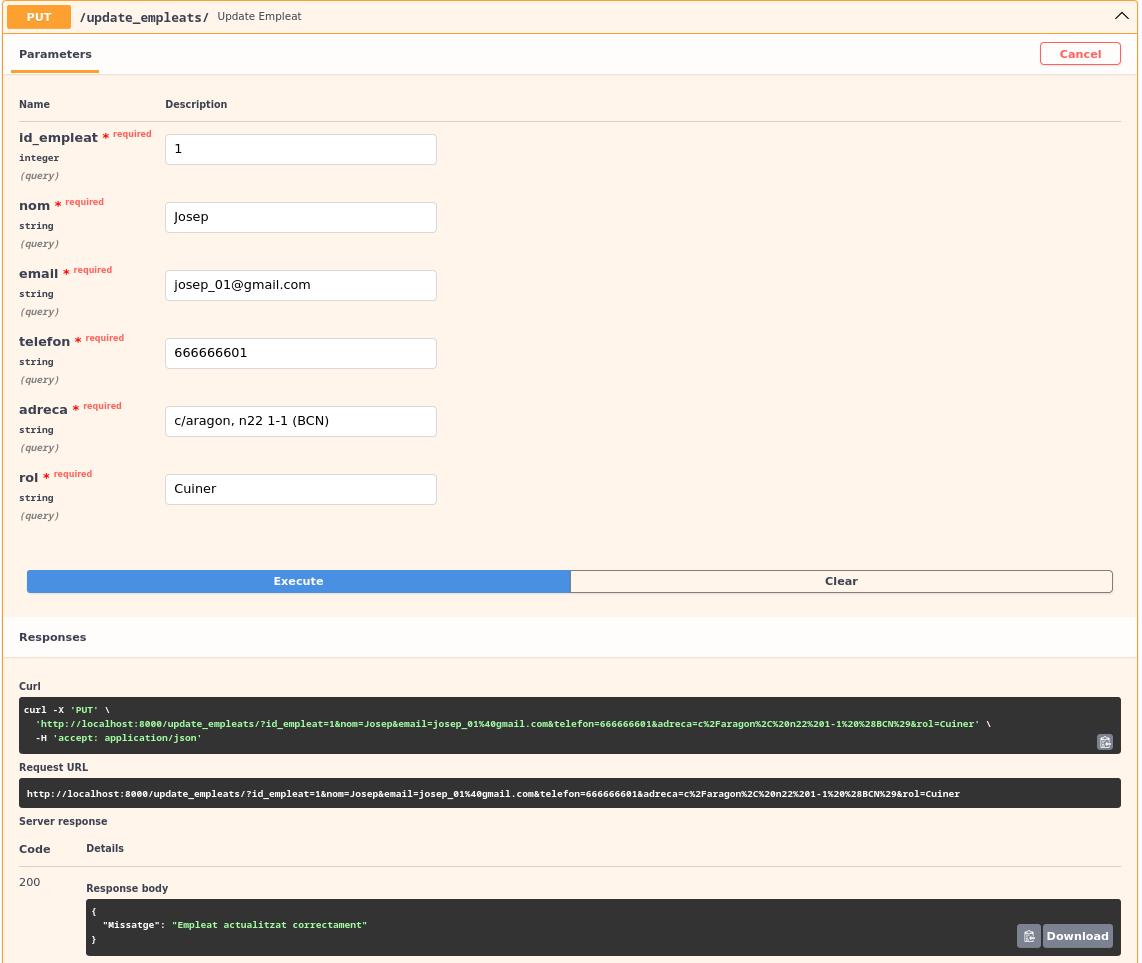 PUT /update_empleats/ Update Empleat
Parameters
Cancel
Name Description
id_empleat * required
integer
(query)
1
nom * required
string
(query)
Josep
email * required
string
(query)
josep_01@gmail.com
telefon * required
string
(query)
666666601
adreca * required
string
(query)
c/aragon, n22 1-1 (BCN)
rol * required
string
(query)
Cuiner
Execute Clear
Responses
Curl
curl -X 'PUT' \
'http://localhost:8000/update_empleats/?id_empleat=1&nom=Josep&email=josep_01%40gmail.com&telefon=666666601&adreca=c%2Faragon%2C%20n22%201-1%20%28BCN%29&rol=Cuiner' \
-H 'accept: application/json'
Request URL
http://localhost:8000/update_empleats/?id_empleat=1&nom=Josep&email=josep_01%40gmail.com&telefon=666666601&adreca=c%2Faragon%2C%20n22%201-1%20%28BCN%29&rol=Cuiner
Server response
Code Details
200
Response body
{
"Missatge": "Empleat actualitzat correctament"
}
Download